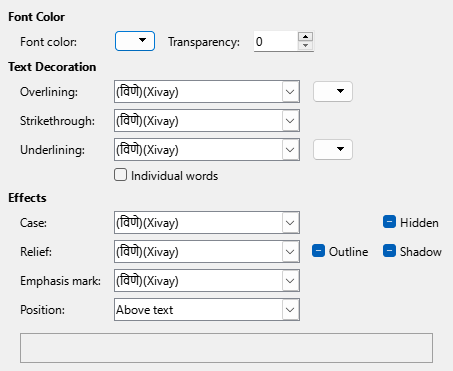 Font Color
Font color: Transparency: 0
Text Decoration
Overlining: (विणे)(Xivay)
Strikethrough: (विणे)(Xivay)
Underlining: (विणे)(Xivay)
Individual words
Effects
Case: (विणे)(Xivay) Hidden
Relief: (विणे)(Xivay) Outline Shadow
Emphasis mark: (विणे)(Xivay)
Position: Above text